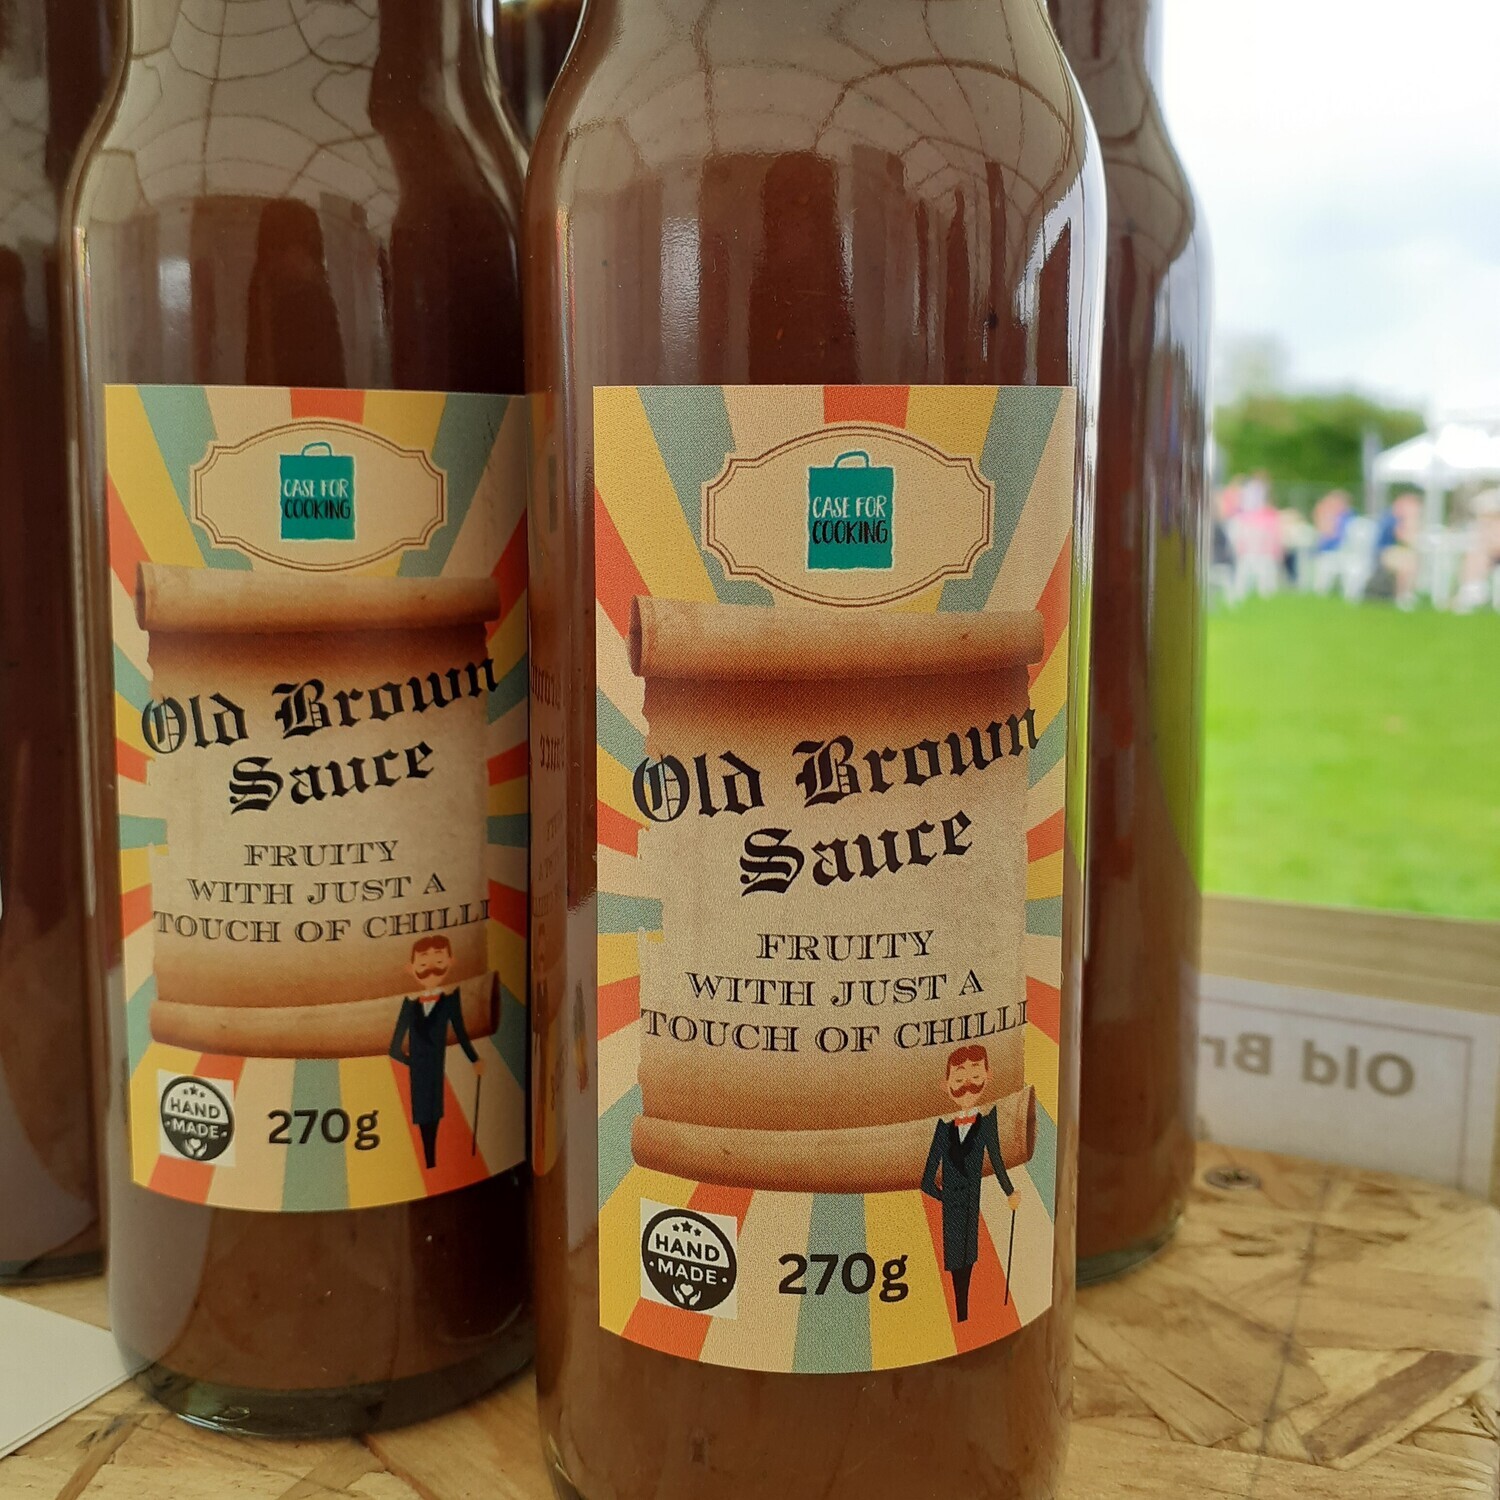 CASE FOR
COOKING
Old Brown
Sauce
FRUITY
WITH JUST A
TOUCH OF CHILLI
HAND
MADE
270g
CASE FOR
COOKING
Old Brown
Sauce
FRUITY
WITH JUST A
TOUCH OF CHILLI
HAND
MADE
270g
Old Br